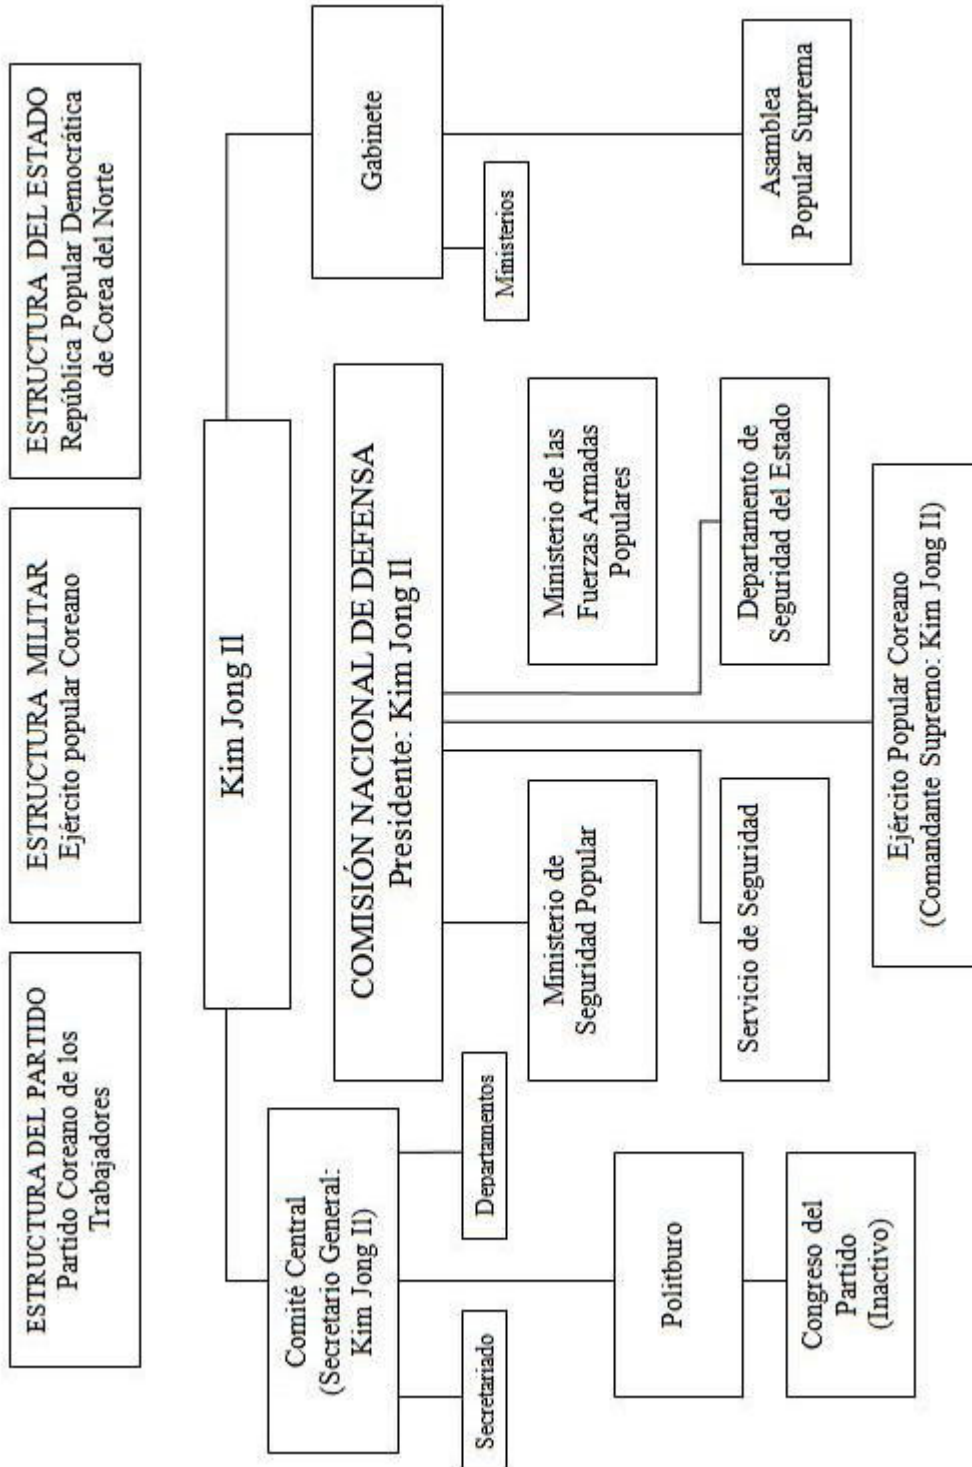 ESTRUCTURA DEL PARTIDO
Partido Coreano de los
Trabajadores
ESTRUCTURA MILITAR
Ejército popular Coreano
ESTRUCTURA DEL ESTADO
República Popular Democrática
de Corea del Norte
Kim Jong Il
Comité Central
(Secretario General:
Kim Jong Il)
COMISIÓN NACIONAL DE DEFENSA
Presidente: Kim Jong Il
Gabinete
Secretariado
Departamentos
Ministerios
Ministerio de
Seguridad Popular
Ministerio de las
Fuerzas Armadas
Populares
Politburo
Servicio de Seguridad
Departamento de
Seguridad del Estado
Asamblea
Popular Suprema
Congreso del
Partido
(Inactivo)
Ejército Popular Coreano
(Comandante Supremo: Kim Jong Il)